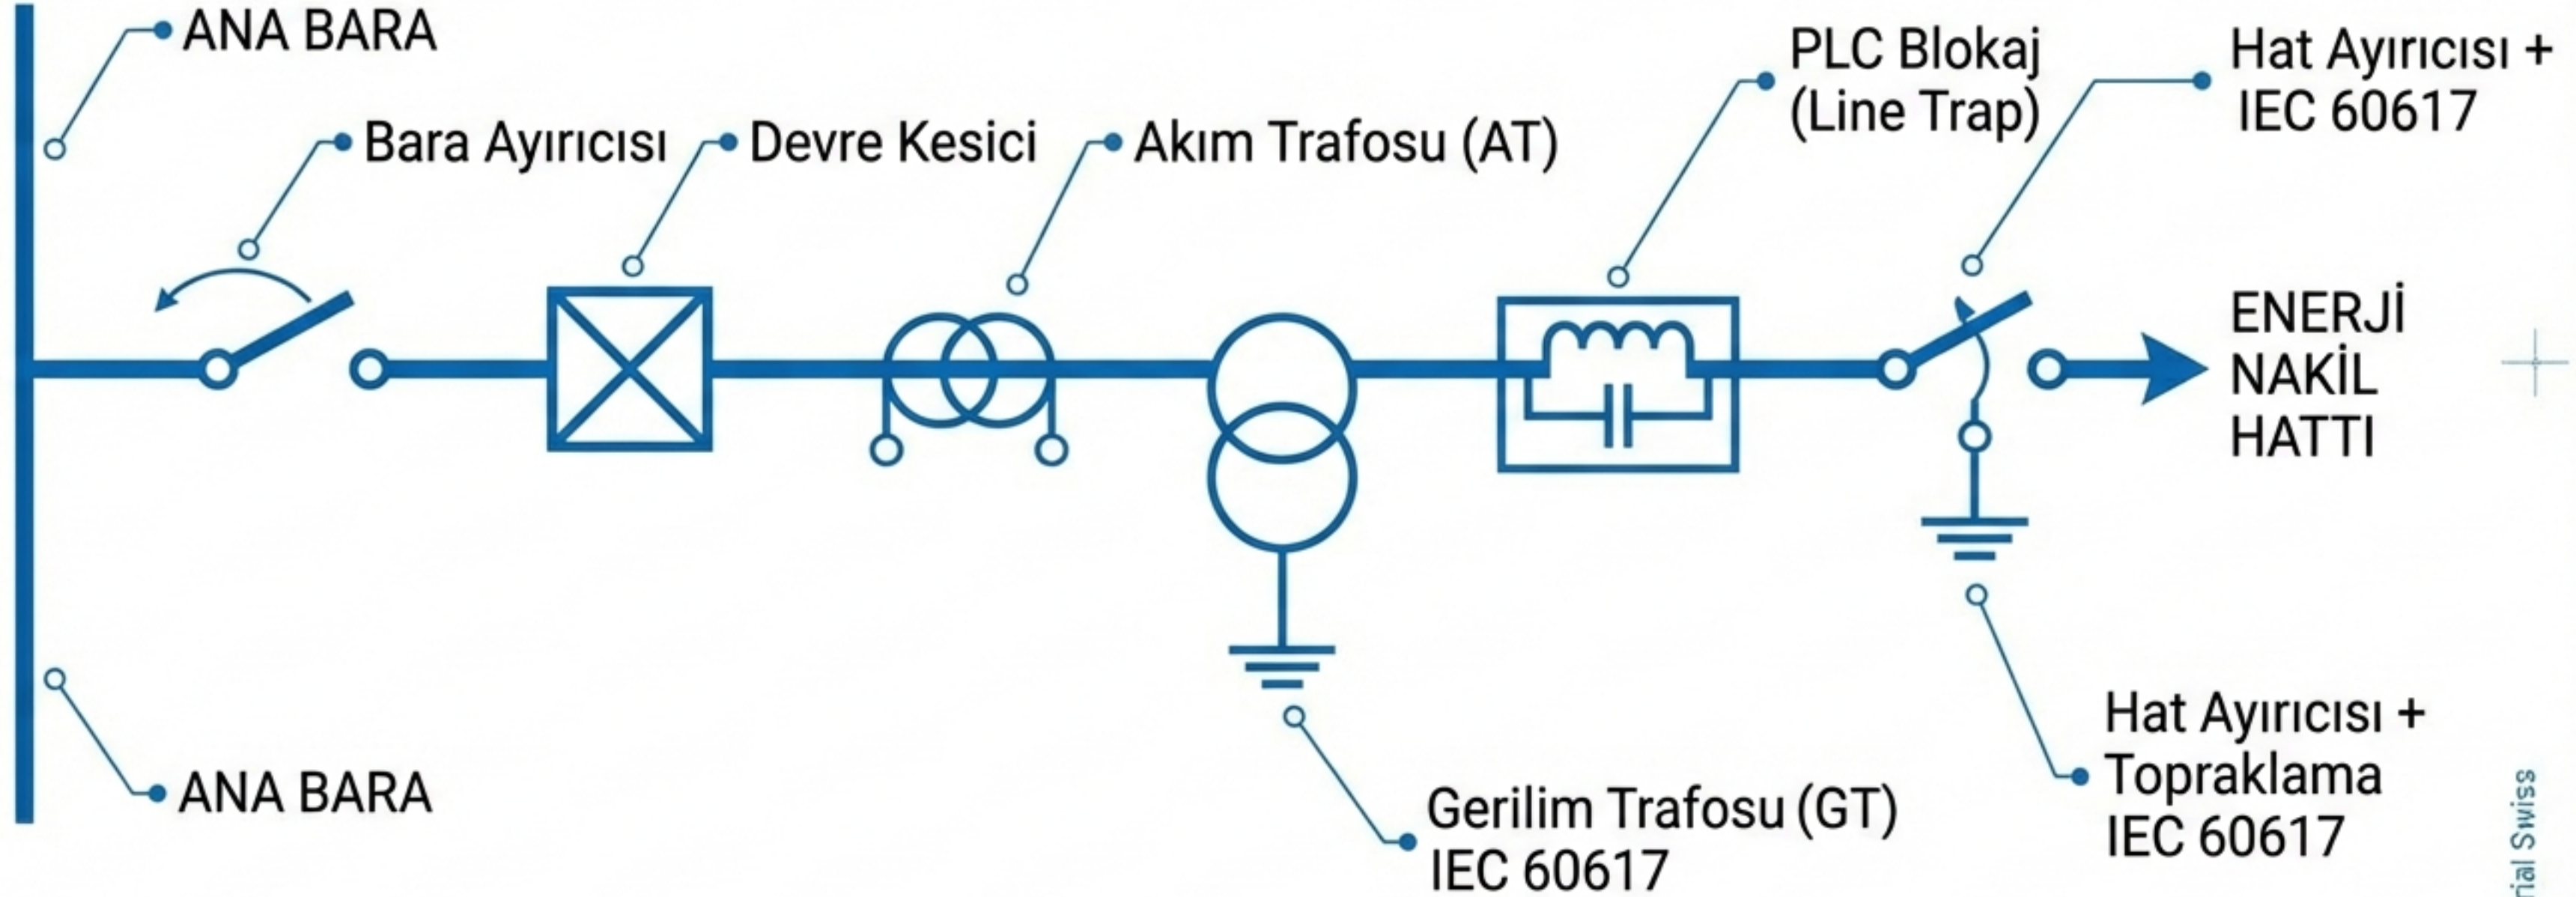 ANA BARA
Bara Ayırıcısı
Devre Kesici
Akım Trafosu (AT)
PLC Blokaj
(Line Trap)
Hat Ayırıcısı +
IEC 60617
ENERJİ
NAKİL
HATTI
ANA BARA
Gerilim Trafosu (GT)
IEC 60617
Hat Ayırıcısı +
Topraklama
IEC 60617
Swiss